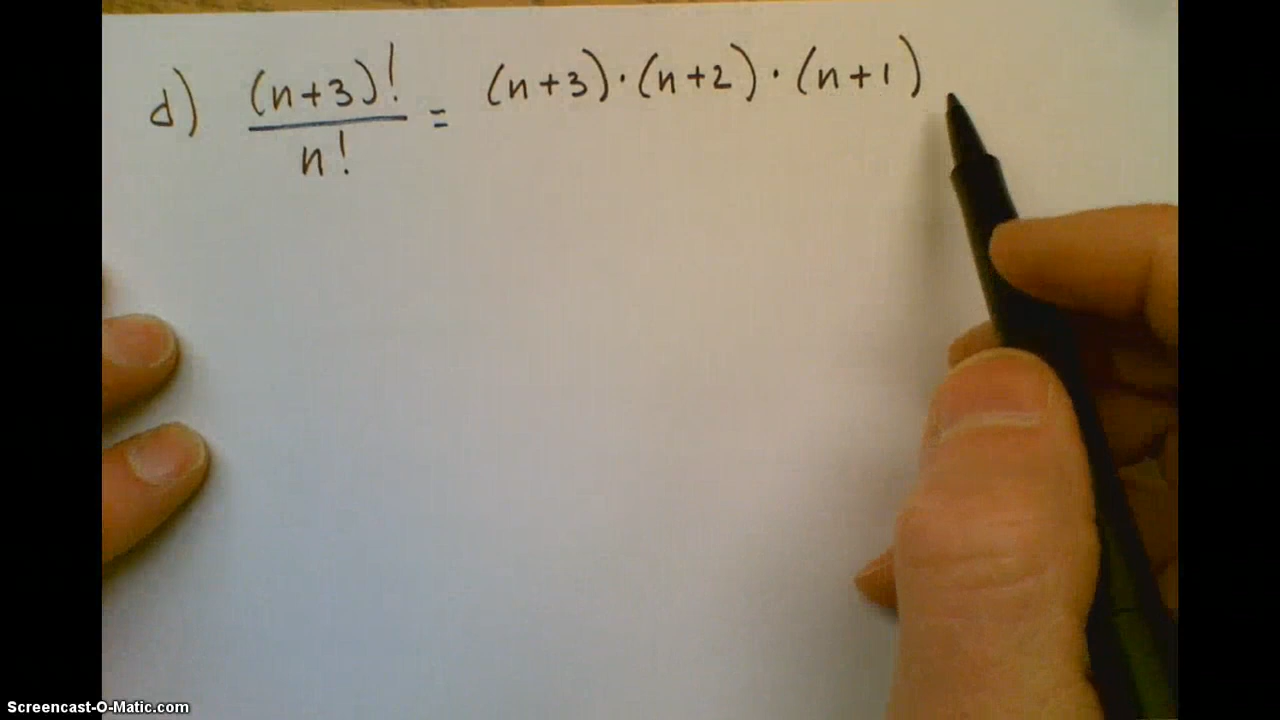 d) (n+3)! / n! = (n+3)·(n+2)·(n+1)
Screencast-O-Matic.com